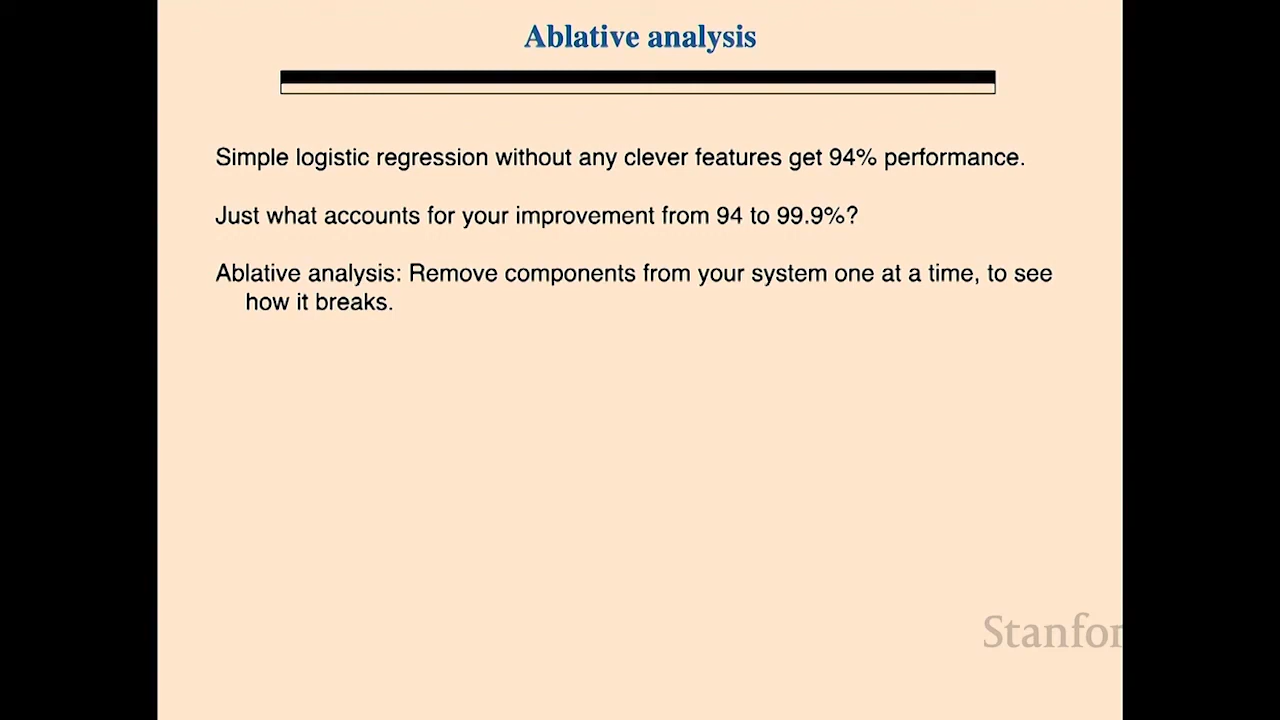 Ablative analysis
Simple logistic regression without any clever features get 94% performance.
Just what accounts for your improvement from 94 to 99.9%?
Ablative analysis: Remove components from your system one at a time, to see
how it breaks.
Stanfor